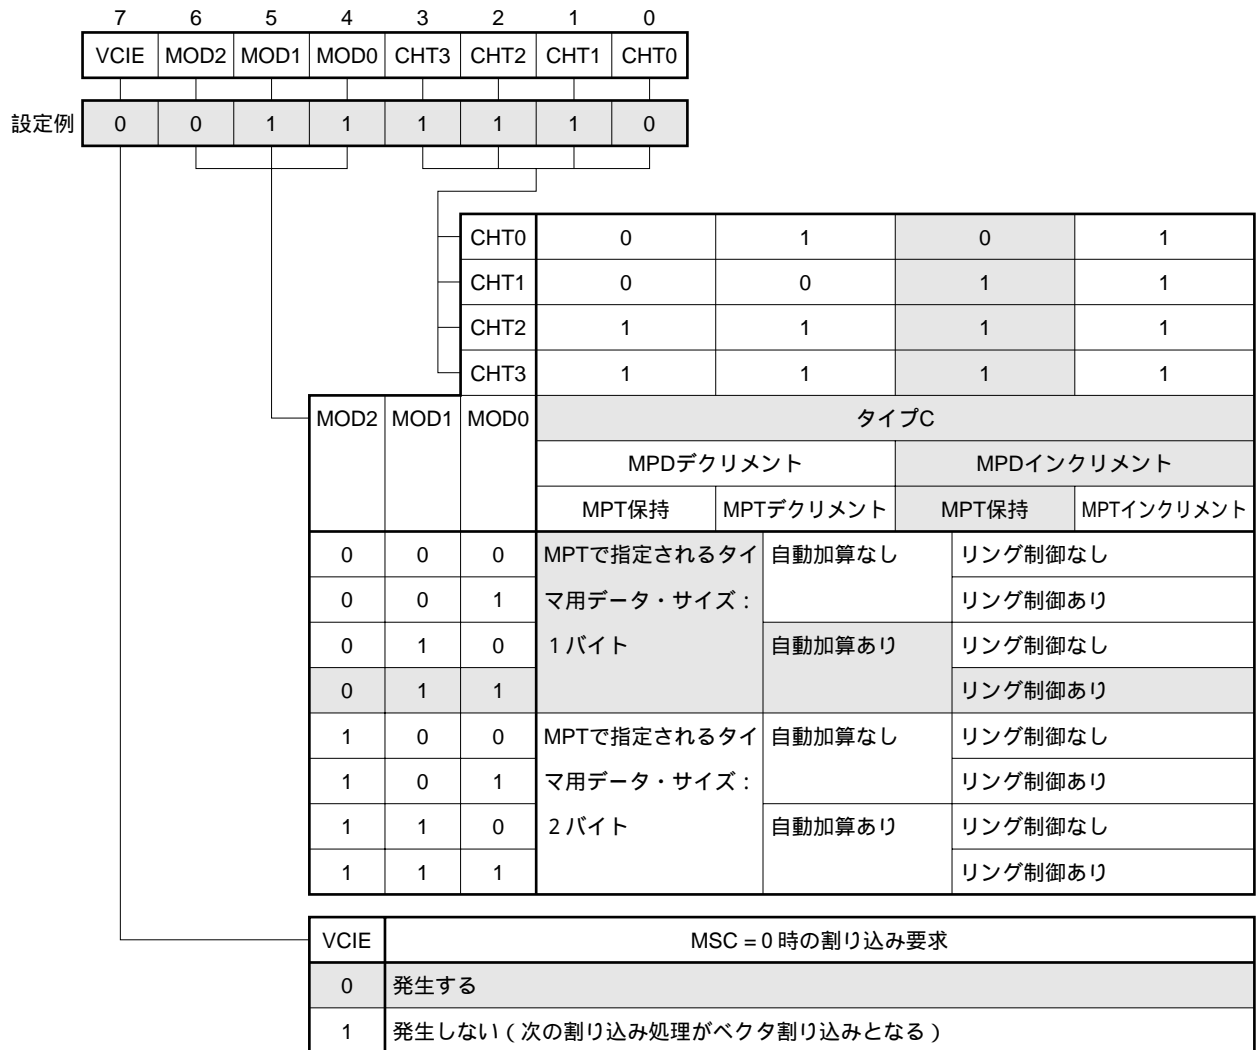 7 6 5 4 3 2 1 0
VCIE MOD2 MOD1 MOD0 CHT3 CHT2 CHT1 CHT0
設定例 0 0 1 1 1 1 1 0
CHT0 0 1 0 1
CHT1 0 0 1 1
CHT2 1 1 1 1
CHT3 1 1 1 1
MOD2 MOD1 MOD0 タイプC
MPDデクリメント MPDインクリメント
MPT保持 MPTデクリメント MPT保持 MPTインクリメント
0 0 0 MPTで指定されるタイ 自動加算なし リング制御なし
0 0 1 マ用データ・サイズ： リング制御あり
0 1 0 1バイト 自動加算あり リング制御なし
0 1 1 リング制御あり
1 0 0 MPTで指定されるタイ 自動加算なし リング制御なし
1 0 1 マ用データ・サイズ： リング制御あり
1 1 0 2バイト 自動加算あり リング制御なし
1 1 1 リング制御あり
VCIE MSC = 0 時の割り込み要求
0 発生する
1 発生しない（次の割り込み処理がベクタ割り込みとなる）